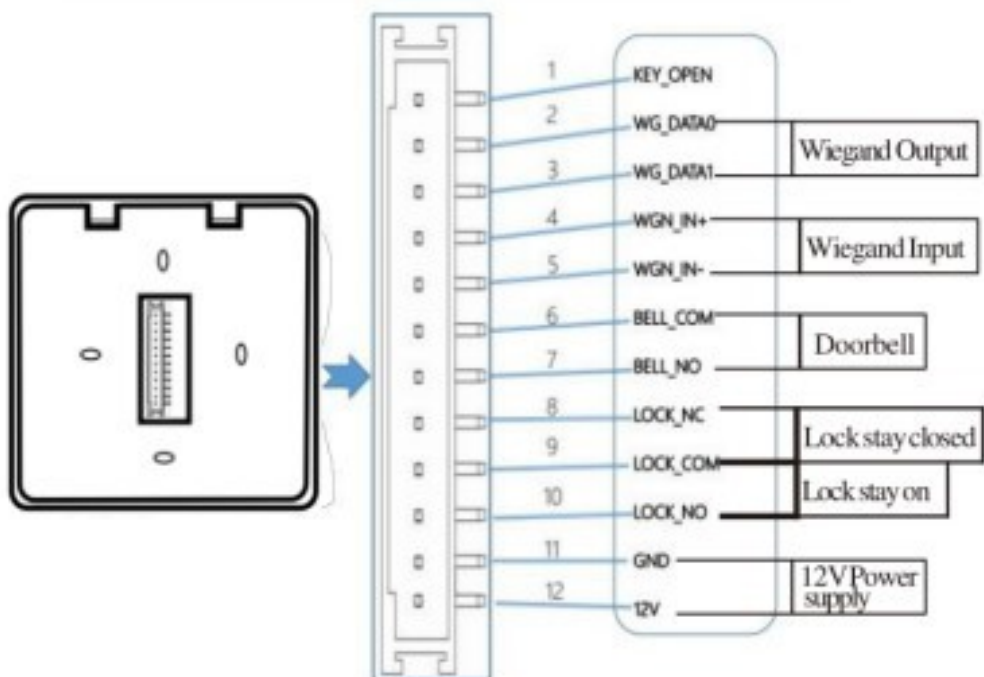 1 KEY_OPEN
2 WG_DATA0
3 WG_DATA1
Wiegand Output
4 WGN_IN+
5 WGN_IN-
Wiegand Input
6 BELL_COM
7 BELL_NO
Doorbell
8 LOCK_NC
9 LOCK_COM
Lock stay closed
10 LOCK_NO
Lock stay on
11 GND
12 12V
12V Power
supply